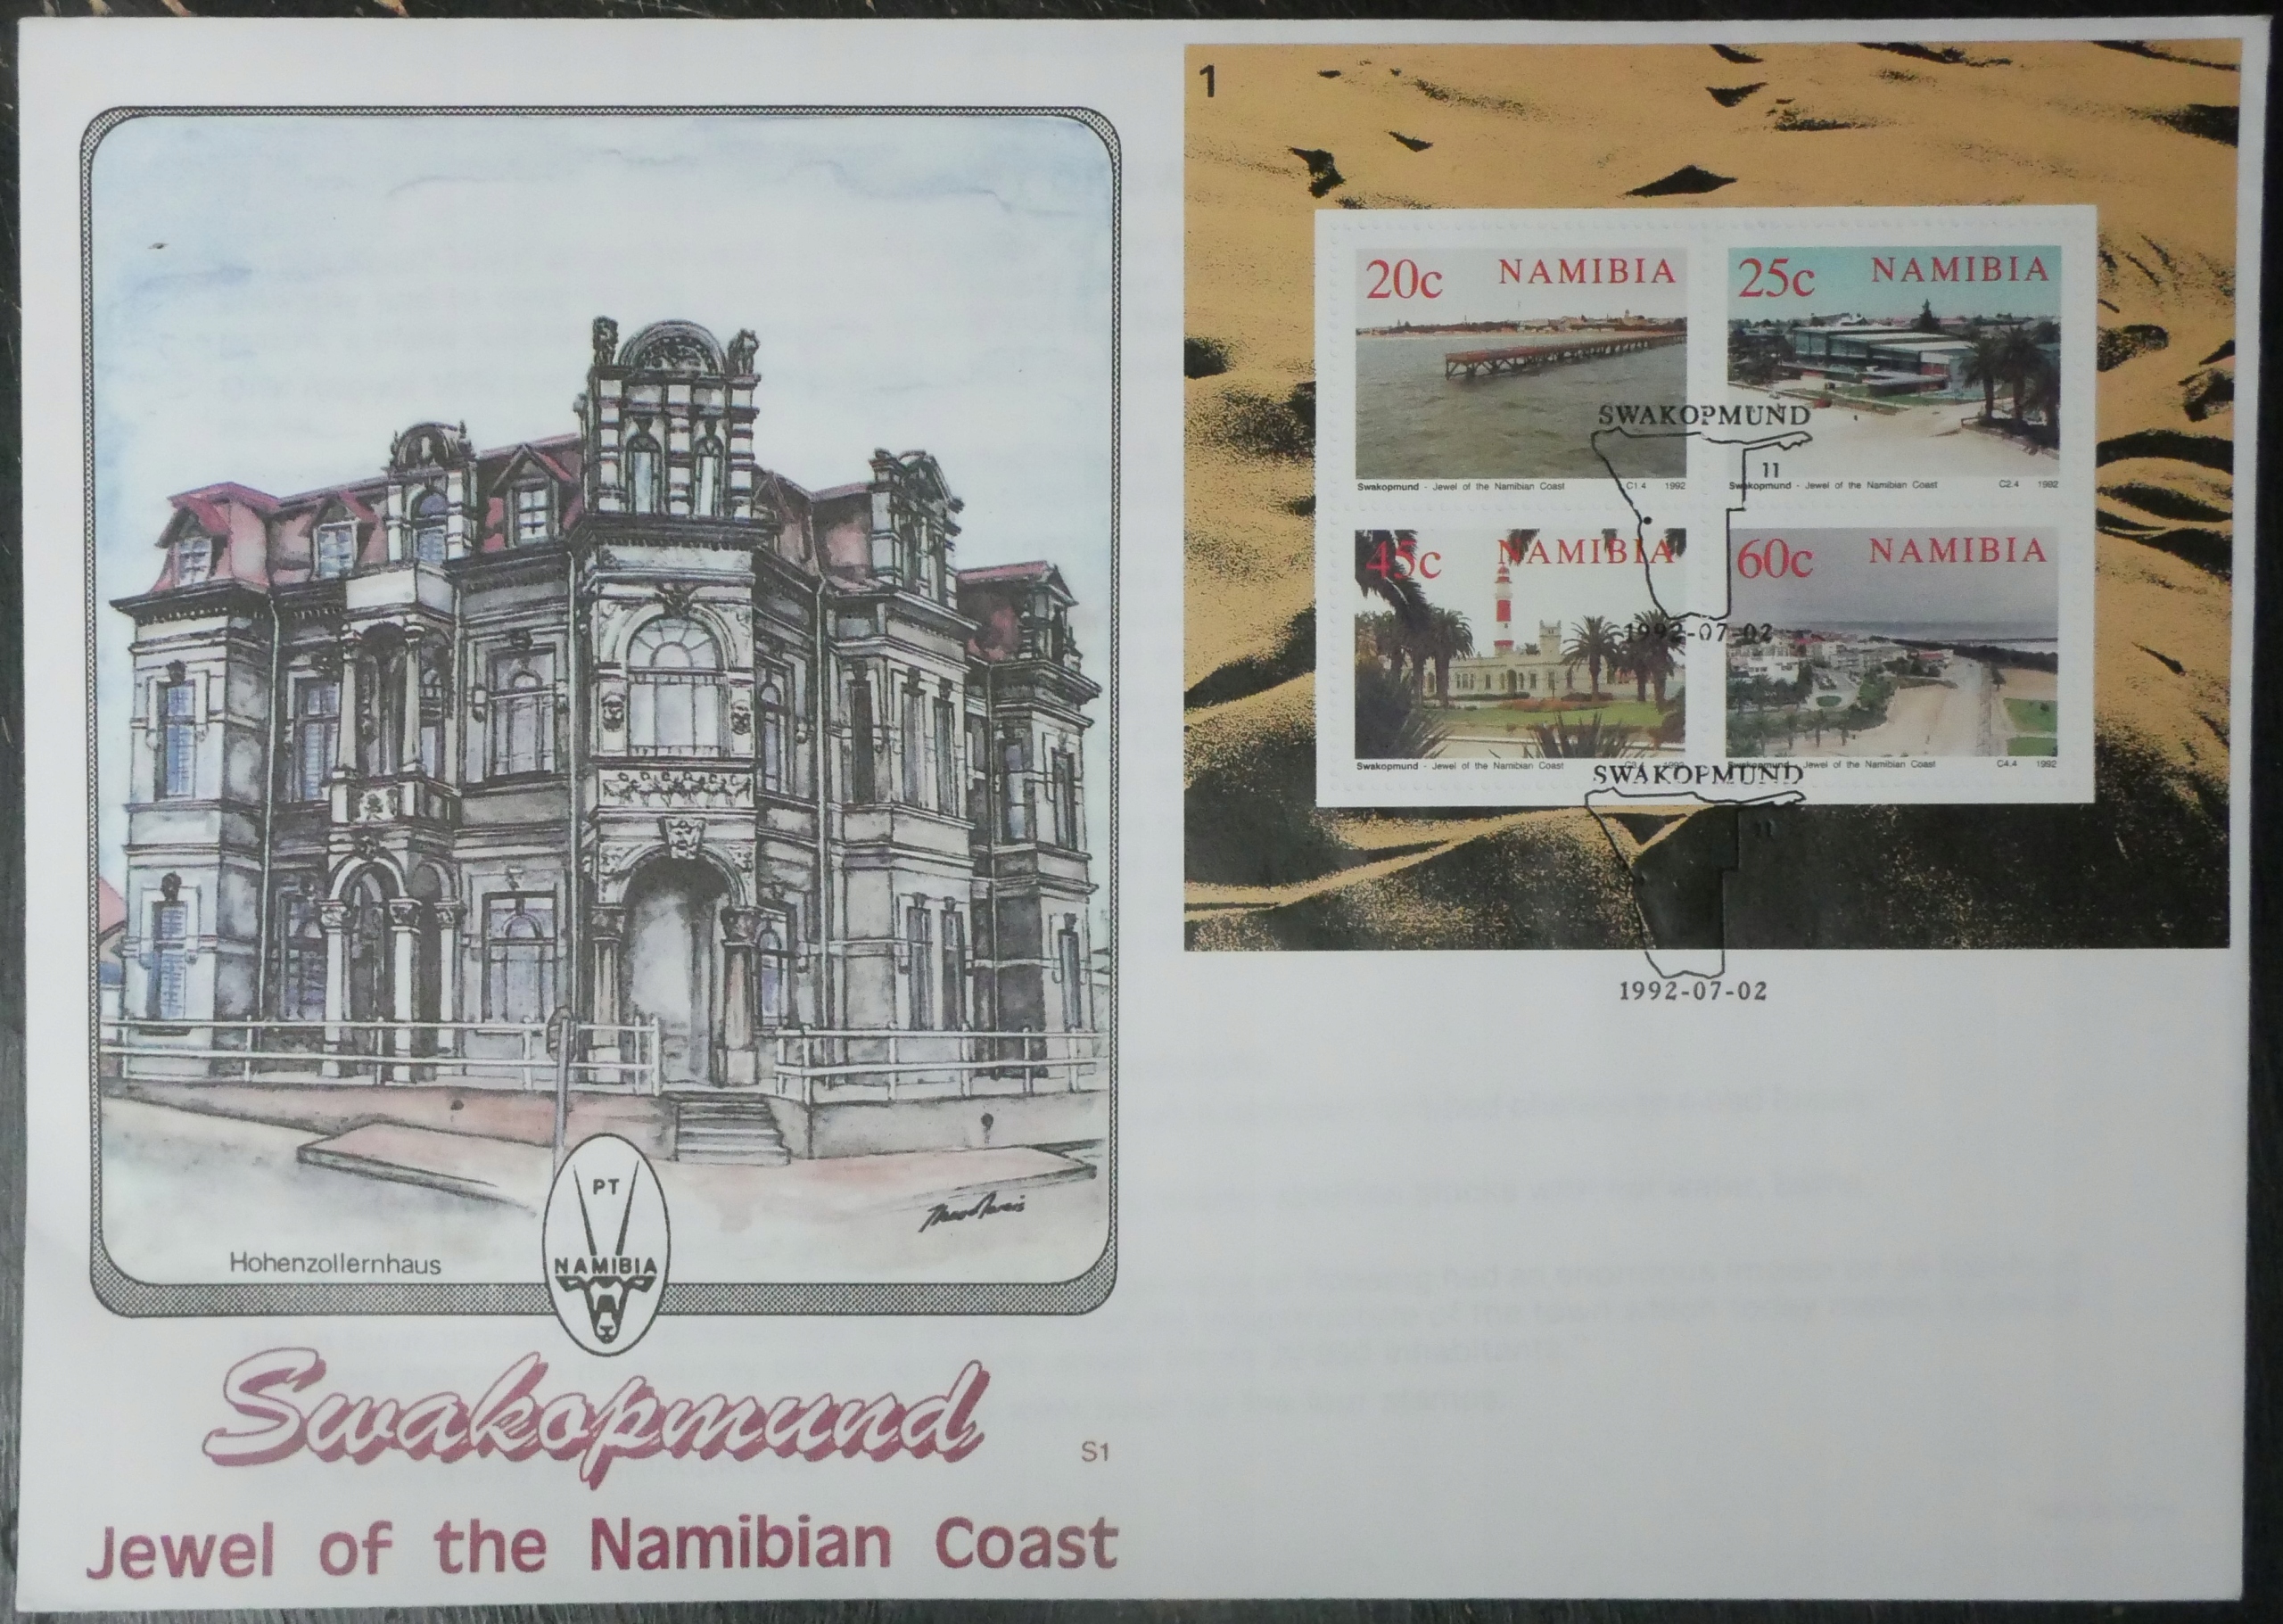 1
20c NAMIBIA
Swakopmund - Jewel of the Namibian Coast C1.4 1992
25c NAMIBIA
Swakopmund - Jewel of the Namibian Coast C2.4 1992
45c NAMIBIA
Swakopmund - Jewel of the Namibian Coast 1992
60c NAMIBIA
Swakopmund - Jewel of the Namibian Coast C4.4 1992
SWAKOPMUND
11
1992-07-02
SWAKOPMUND
11
1992-07-02
Hohenzollernhaus
PT
NAMIBIA
Swakopmund
S1
Jewel of the Namibian Coast